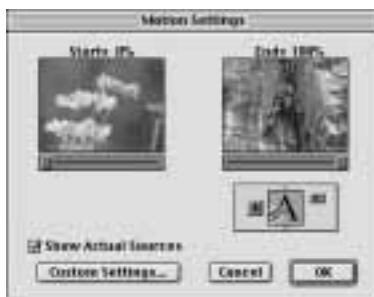 Motion Settings
Start: 0%
End: 100%
A
Show Actual Sources
Custom Settings...
Cancel
OK